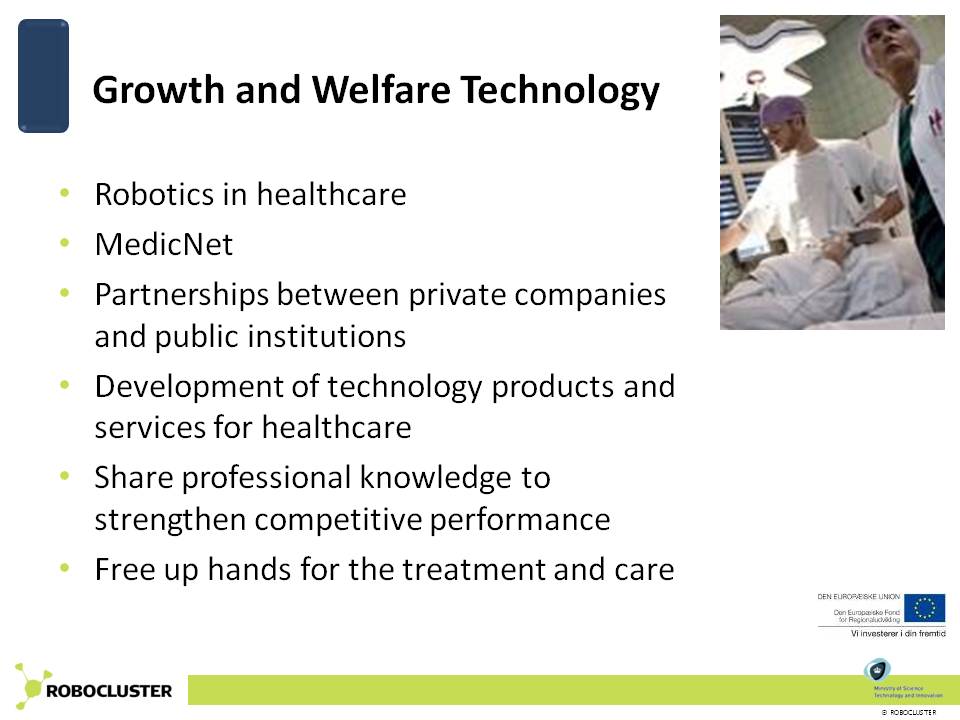 Growth and Welfare Technology
• Robotics in healthcare
• MedicNet
• Partnerships between private companies
and public institutions
• Development of technology products and
services for healthcare
• Share professional knowledge to
strengthen competitive performance
• Free up hands for the treatment and care
DEN EUROPÆISKE UNION
Den Europæiske Fond
for Regionaludvikling
Vi investerer i din fremtid
ROBOCLUSTER
Ministry of Science
Technology and Innovation
© ROBOCLUSTER